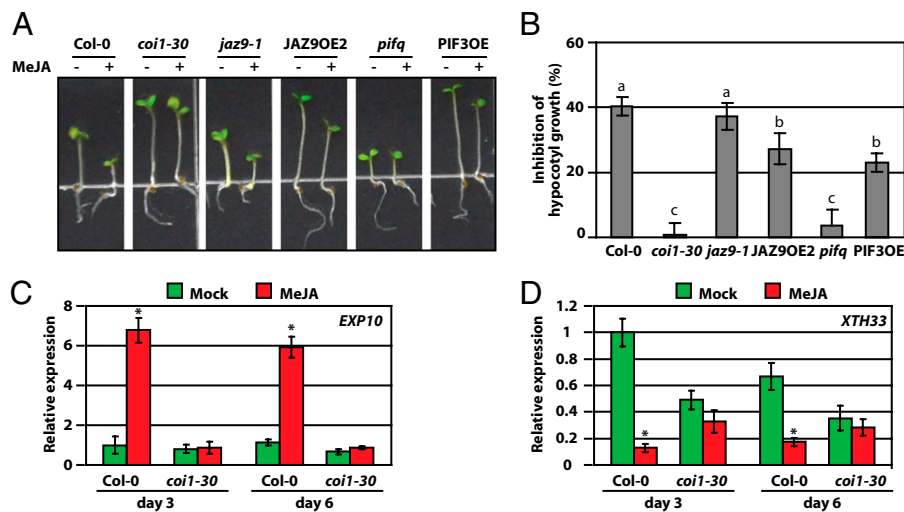 A
Col-0 coi1-30 jaz9-1 JAZ9OE2 pifq PIF3OE
MeJA - + - + - + - + - + - +
B
Inhibition of
hypocotyl growth (%)
60
40
20
0
a
c
a
b
c
b
Col-0 coi1-30 jaz9-1 JAZ9OE2 pifq PIF3OE
C
Mock MeJA
EXP10
Relative expression
8
6
4
2
0
*
*
Col-0 coi1-30 Col-0 coi1-30
day 3 day 6
D
Mock MeJA
XTH33
Relative expression
1.2
1
0.8
0.6
0.4
0.2
0
*
*
Col-0 coi1-30 Col-0 coi1-30
day 3 day 6